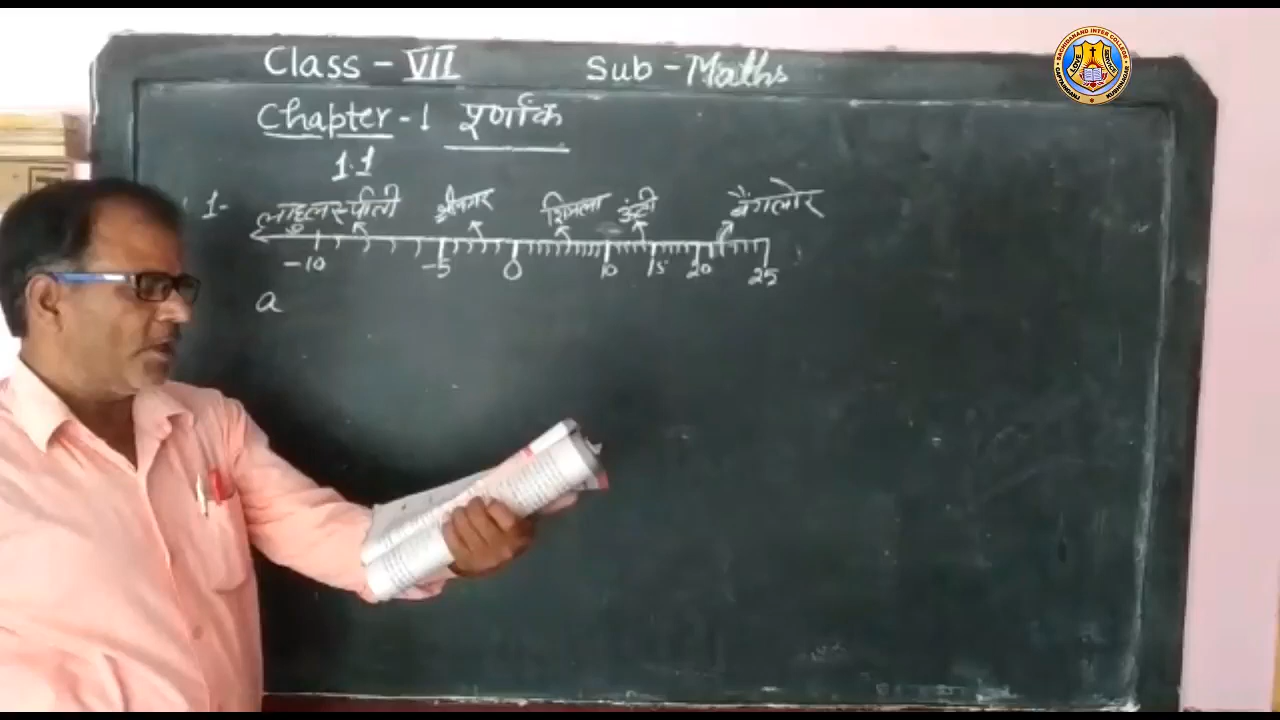 Class - VII Sub - Maths
Chapter - 1 पूर्णांक
1.1
1- लाहुलस्पीती श्रीनगर शिमला ऊंटी बैंगलोर
-10 -5 0 10 15 20 25
a